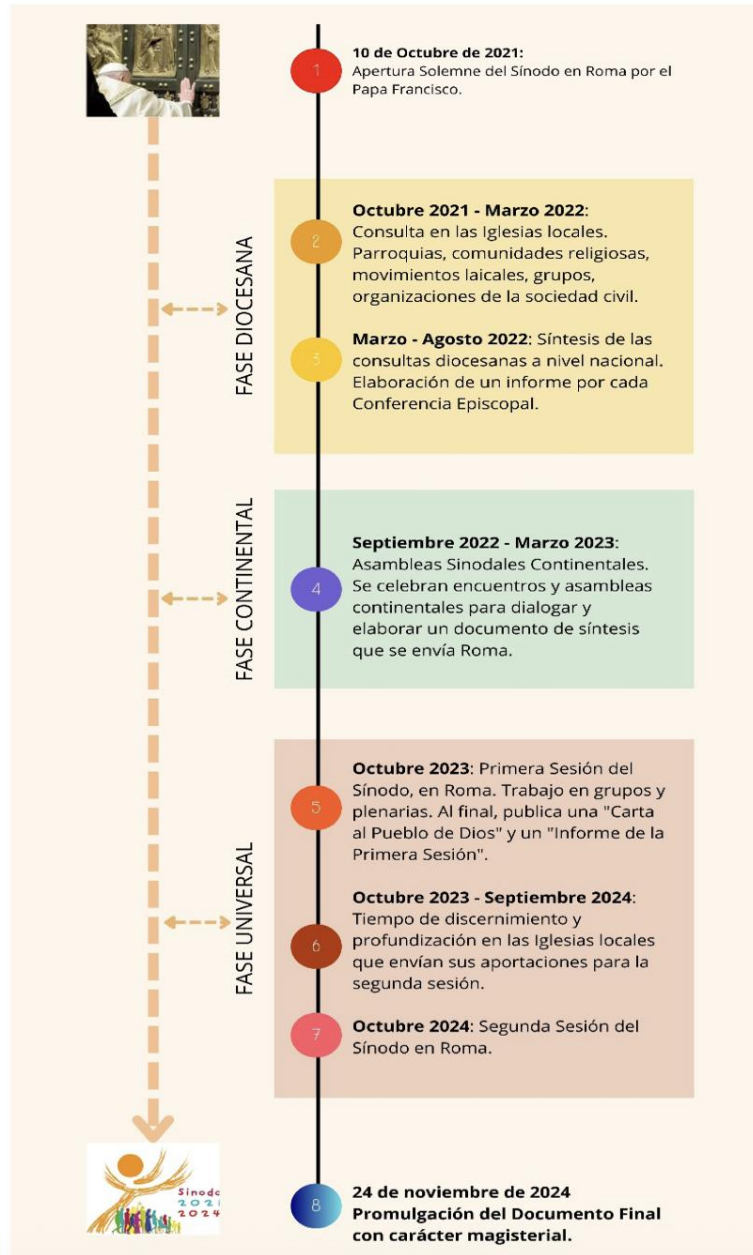 1
10 de Octubre de 2021:
Apertura Solemne del Sínodo en Roma por el
Papa Francisco.
FASE DIOCESANA
2
Octubre 2021 - Marzo 2022:
Consulta en las Iglesias locales.
Parroquias, comunidades religiosas,
movimientos laicales, grupos,
organizaciones de la sociedad civil.
3
Marzo - Agosto 2022: Síntesis de las
consultas diocesanas a nivel nacional.
Elaboración de un informe por cada
Conferencia Episcopal.
FASE CONTINENTAL
4
Septiembre 2022 - Marzo 2023:
Asambleas Sinodales Continentales.
Se celebran encuentros y asambleas
continentales para dialogar y
elaborar un documento de síntesis
que se envía Roma.
FASE UNIVERSAL
5
Octubre 2023: Primera Sesión del
Sínodo, en Roma. Trabajo en grupos y
plenarias. Al final, publica una "Carta
al Pueblo de Dios" y un "Informe de la
Primera Sesión".
6
Octubre 2023 - Septiembre 2024:
Tiempo de discernimiento y
profundización en las Iglesias locales
que envían sus aportaciones para la
segunda sesión.
7
Octubre 2024: Segunda Sesión del
Sínodo en Roma.
Sínodo
2021
2024
8
24 de noviembre de 2024
Promulgación del Documento Final
con carácter magisterial.